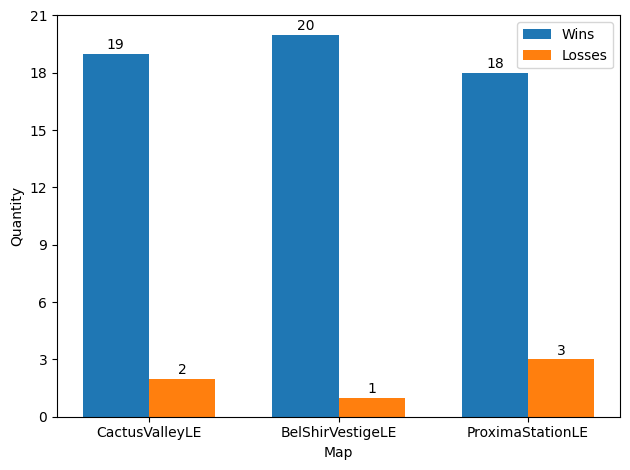 21
18
15
12
9
6
3
0
Quantity
19
2
20
1
18
3
Wins
Losses
CactusValleyLE
BelShirVestigeLE
ProximaStationLE
Map